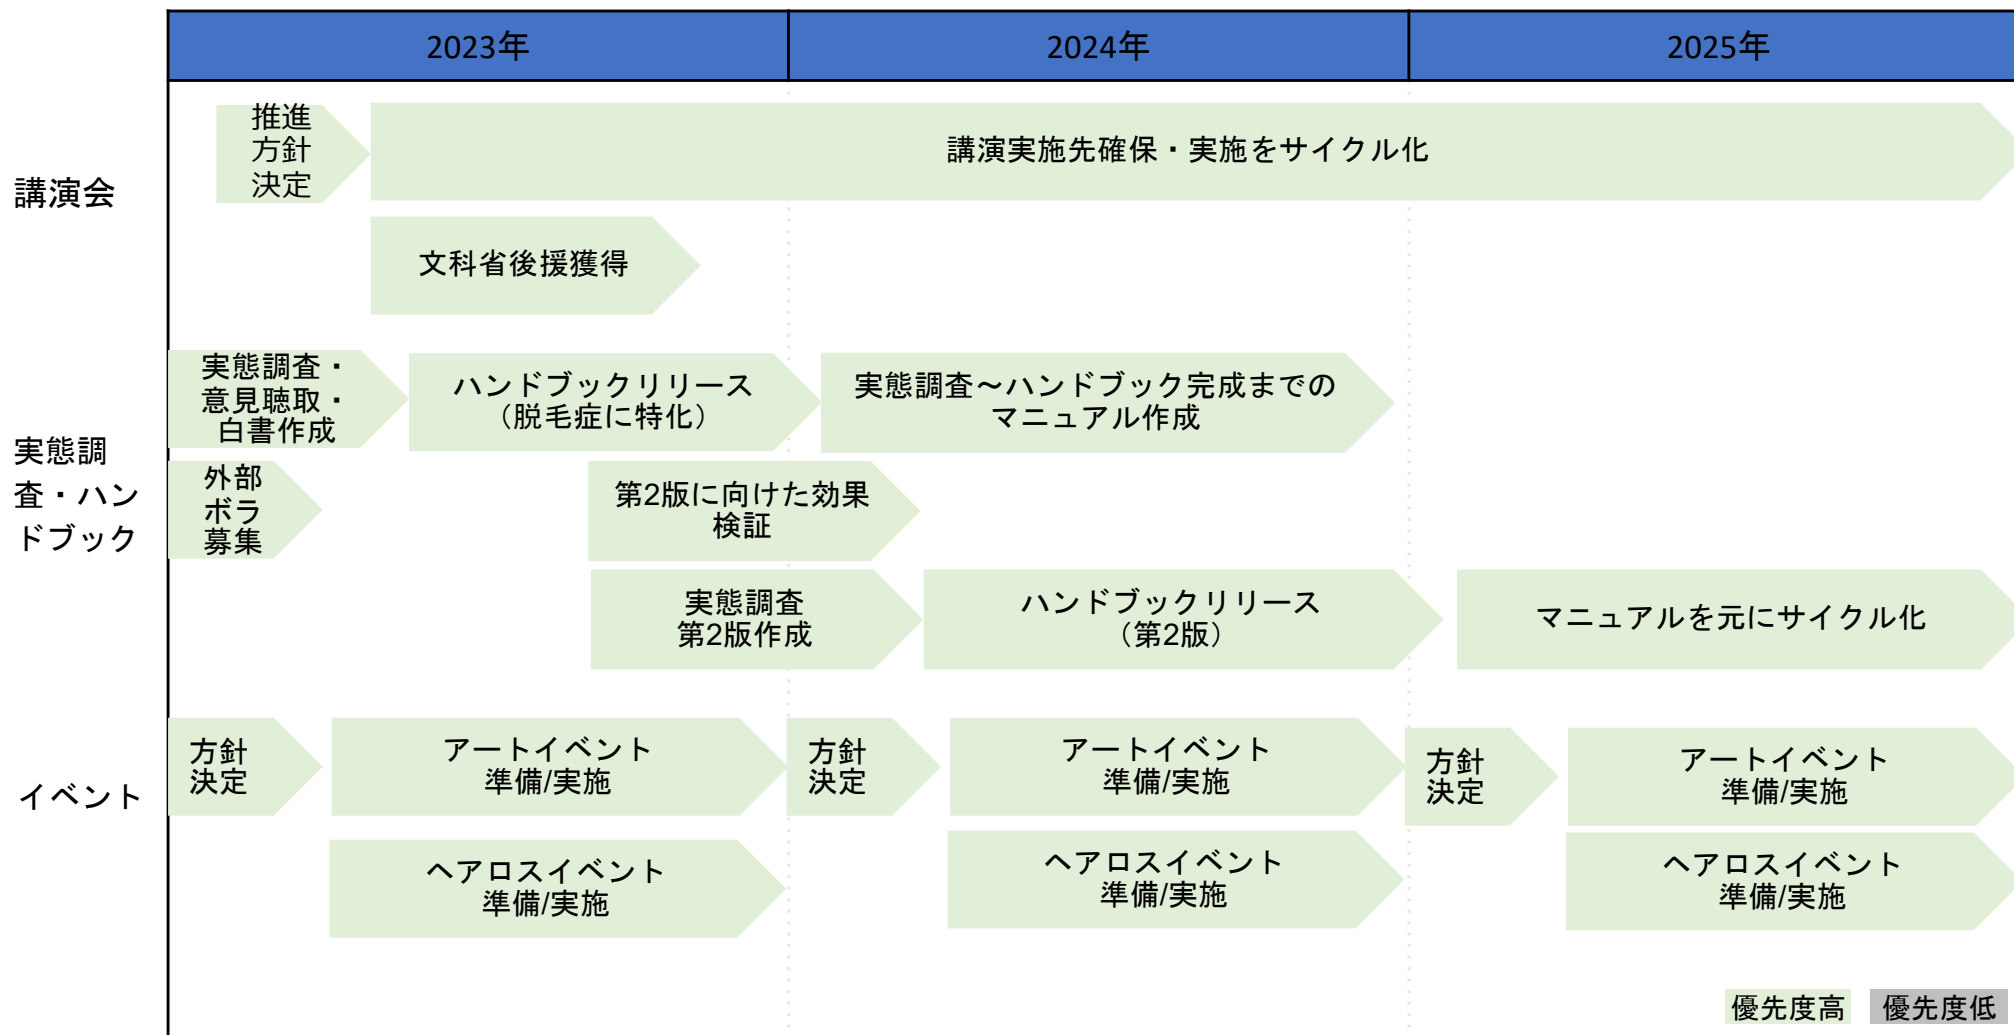 2023年
2024年
2025年
講演会
推進
方針
決定
講演実施先確保・実施をサイクル化
文科省後援獲得
実態調
査・ハン
ドブック
実態調査・
意見聴取・
白書作成
ハンドブックリリース
（脱毛症に特化）
実態調査～ハンドブック完成までの
マニュアル作成
外部
ボラ
募集
第2版に向けた効果
検証
実態調査
第2版作成
ハンドブックリリース
（第2版）
マニュアルを元にサイクル化
イベント
方針
決定
アートイベント
準備/実施
方針
決定
アートイベント
準備/実施
方針
決定
アートイベント
準備/実施
ヘアロスイベント
準備/実施
ヘアロスイベント
準備/実施
ヘアロスイベント
準備/実施
優先度高
優先度低